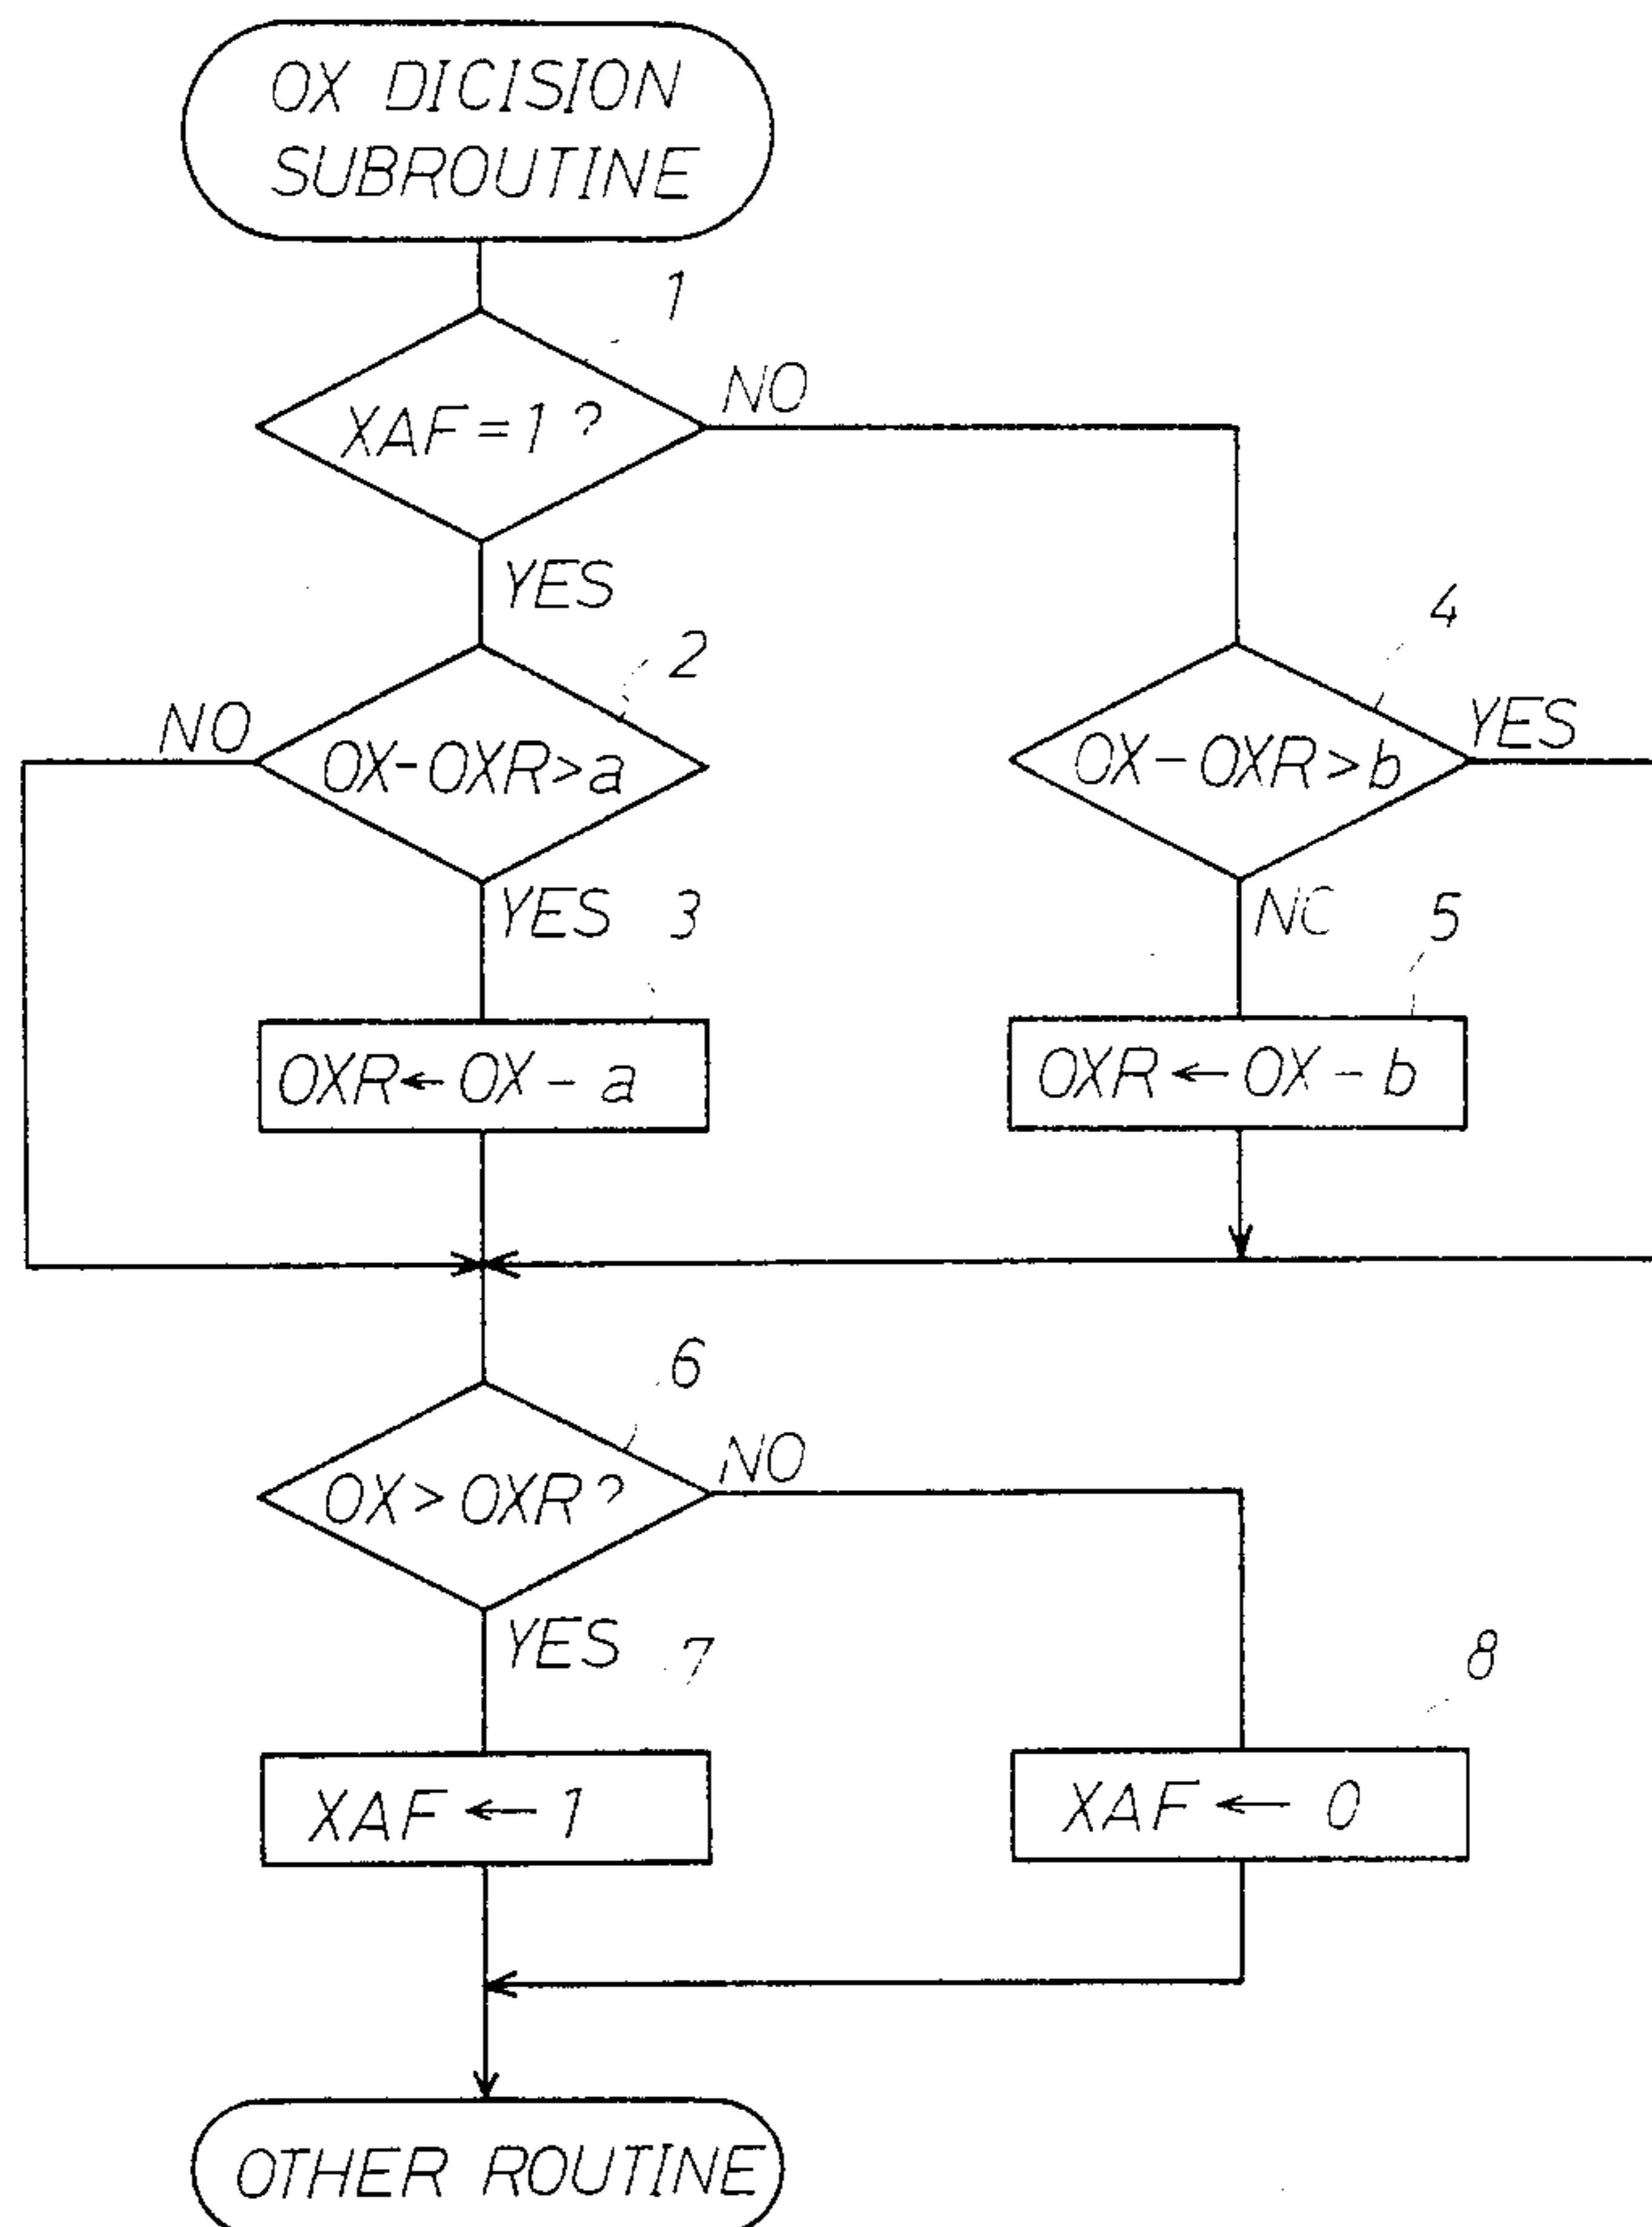 OX DICISION
SUBROUTINE
1
XAF=1?
NO
YES
2
NO
OX-OXR>a
YES
3
OXR←OX-a
4
OX-OXR>b
YES
NO
5
OXR←OX-b
6
OX>OXR?
NO
YES
7
XAF←1
8
XAF←0
OTHER ROUTINE